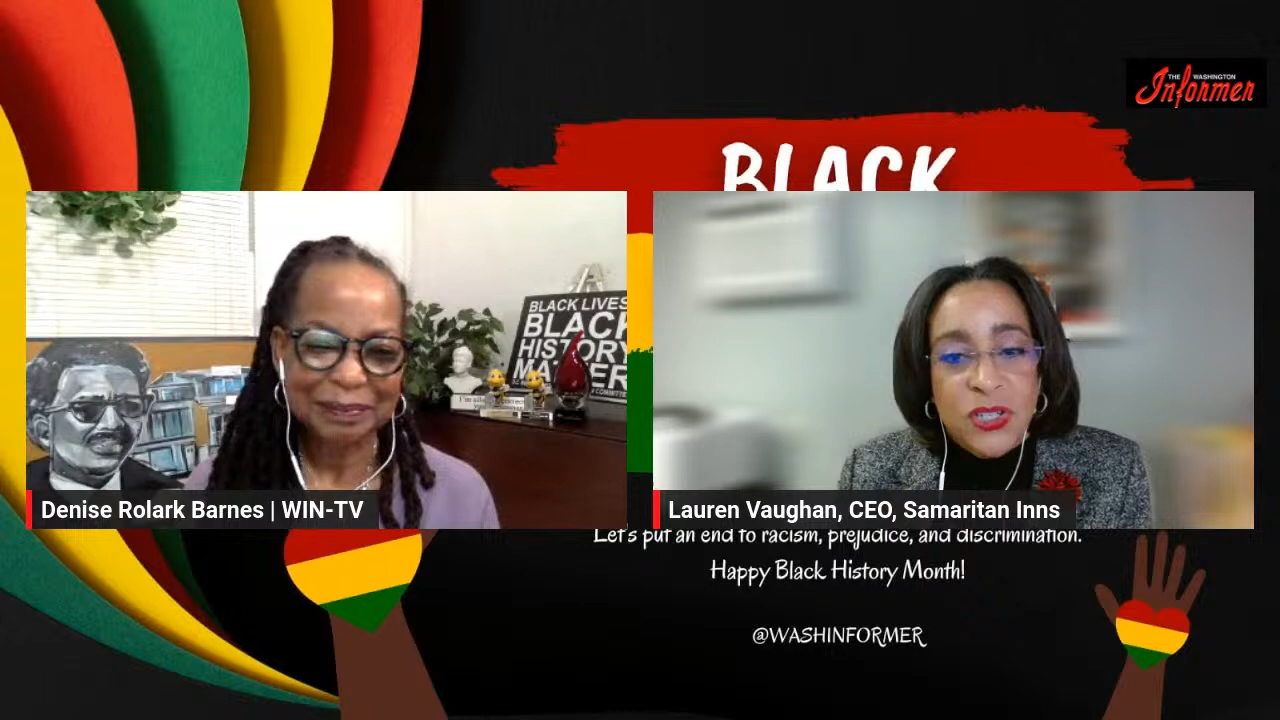 THE WASHINGTON
Informer
BLACK
BLACK LIVES
BLACK
HISTORY
MATTER
Denise Rolark Barnes | WIN-TV
Lauren Vaughan, CEO, Samaritan Inns
Let's put an end to racism, prejudice, and discrimination.
Happy Black History Month!
@WASHINFORMER